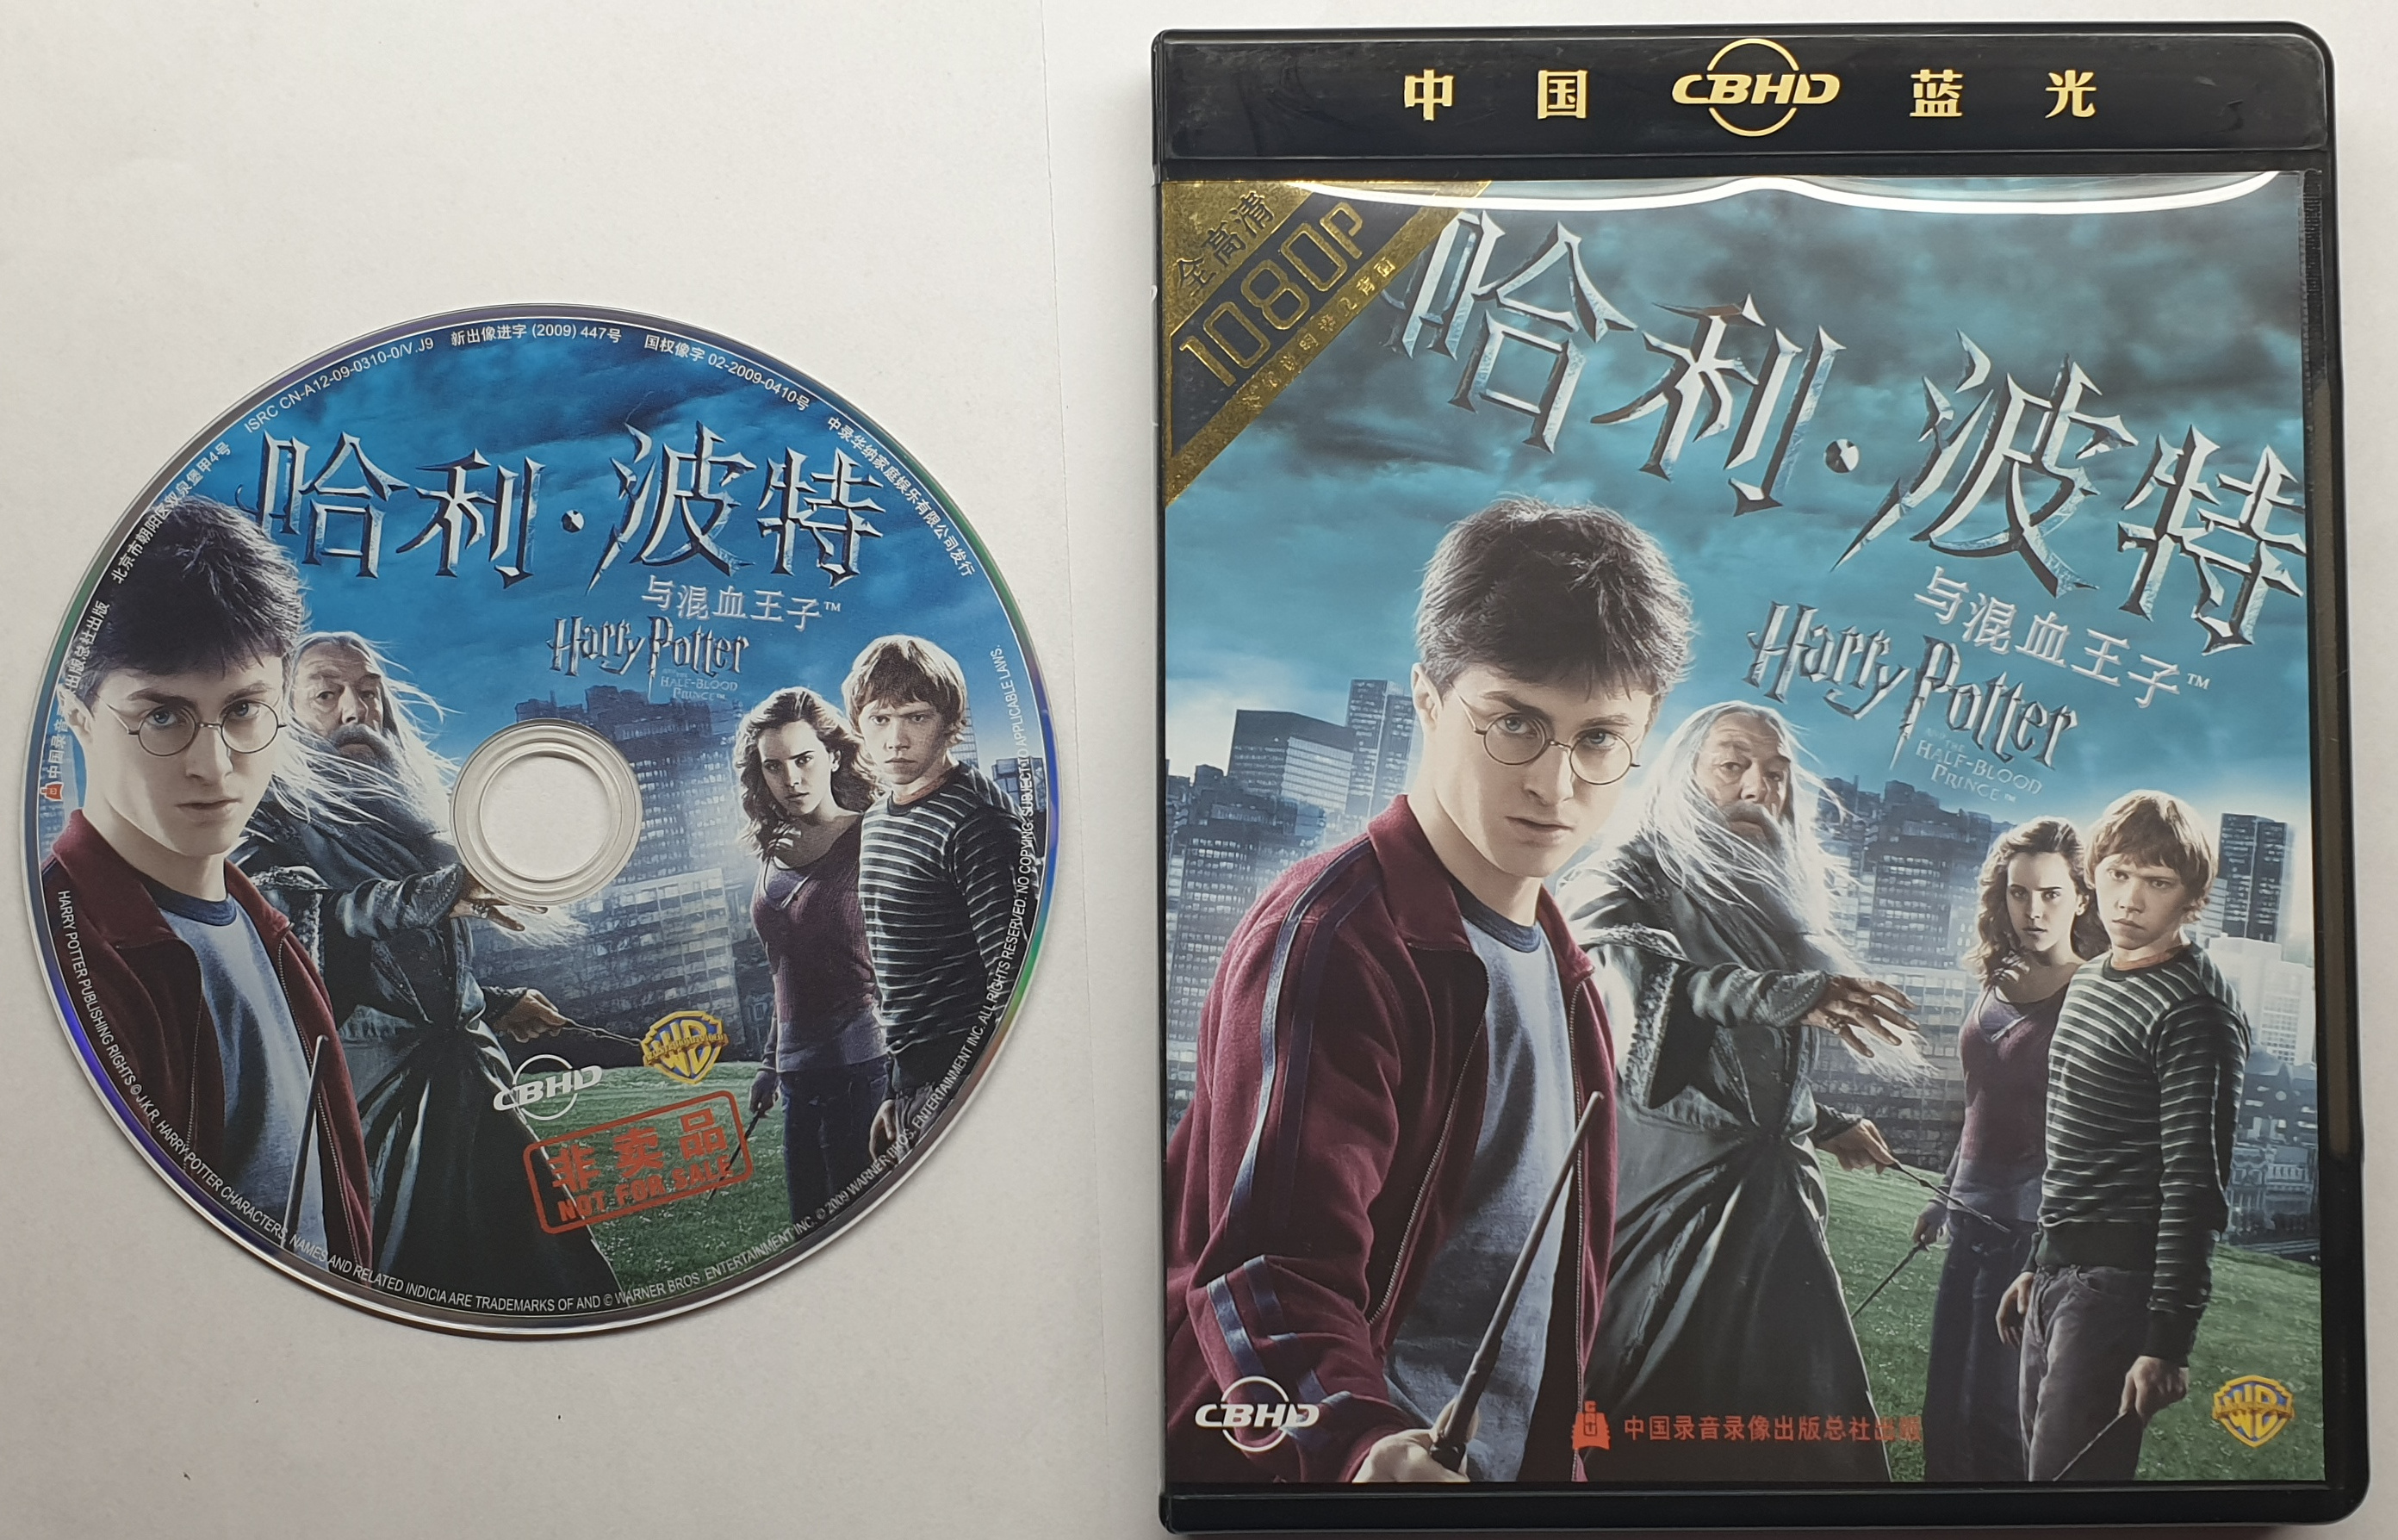 新出像进字 (2009) 447号
国权像字 02-2009-0410号
ISRC CN-A12-09-0310-0/V.J9
中录华纳家庭娱乐有限公司发行
北京市朝阳区双泉堡甲4号
哈利·波特
与混血王子™
Harry Potter
AND THE
HALF-BLOOD
PRINCE™
CBHD
WB
非卖品
NOT FOR SALE
HARRY POTTER PUBLISHING RIGHTS © J.K.R. HARRY POTTER CHARACTERS, NAMES AND RELATED INDICIA ARE TRADEMARKS OF AND © WARNER BROS. ENTERTAINMENT INC. © 2009 WARNER BROS. ENTERTAINMENT INC. ALL RIGHTS RESERVED. NO COPYING. SUBJECT TO APPLICABLE LAWS.
中国 CBHD 蓝光
全高清
1080p
哈利·波特
与混血王子™
Harry Potter
AND THE
HALF-BLOOD
PRINCE™
CBHD
中国录音录像出版总社出版
WB